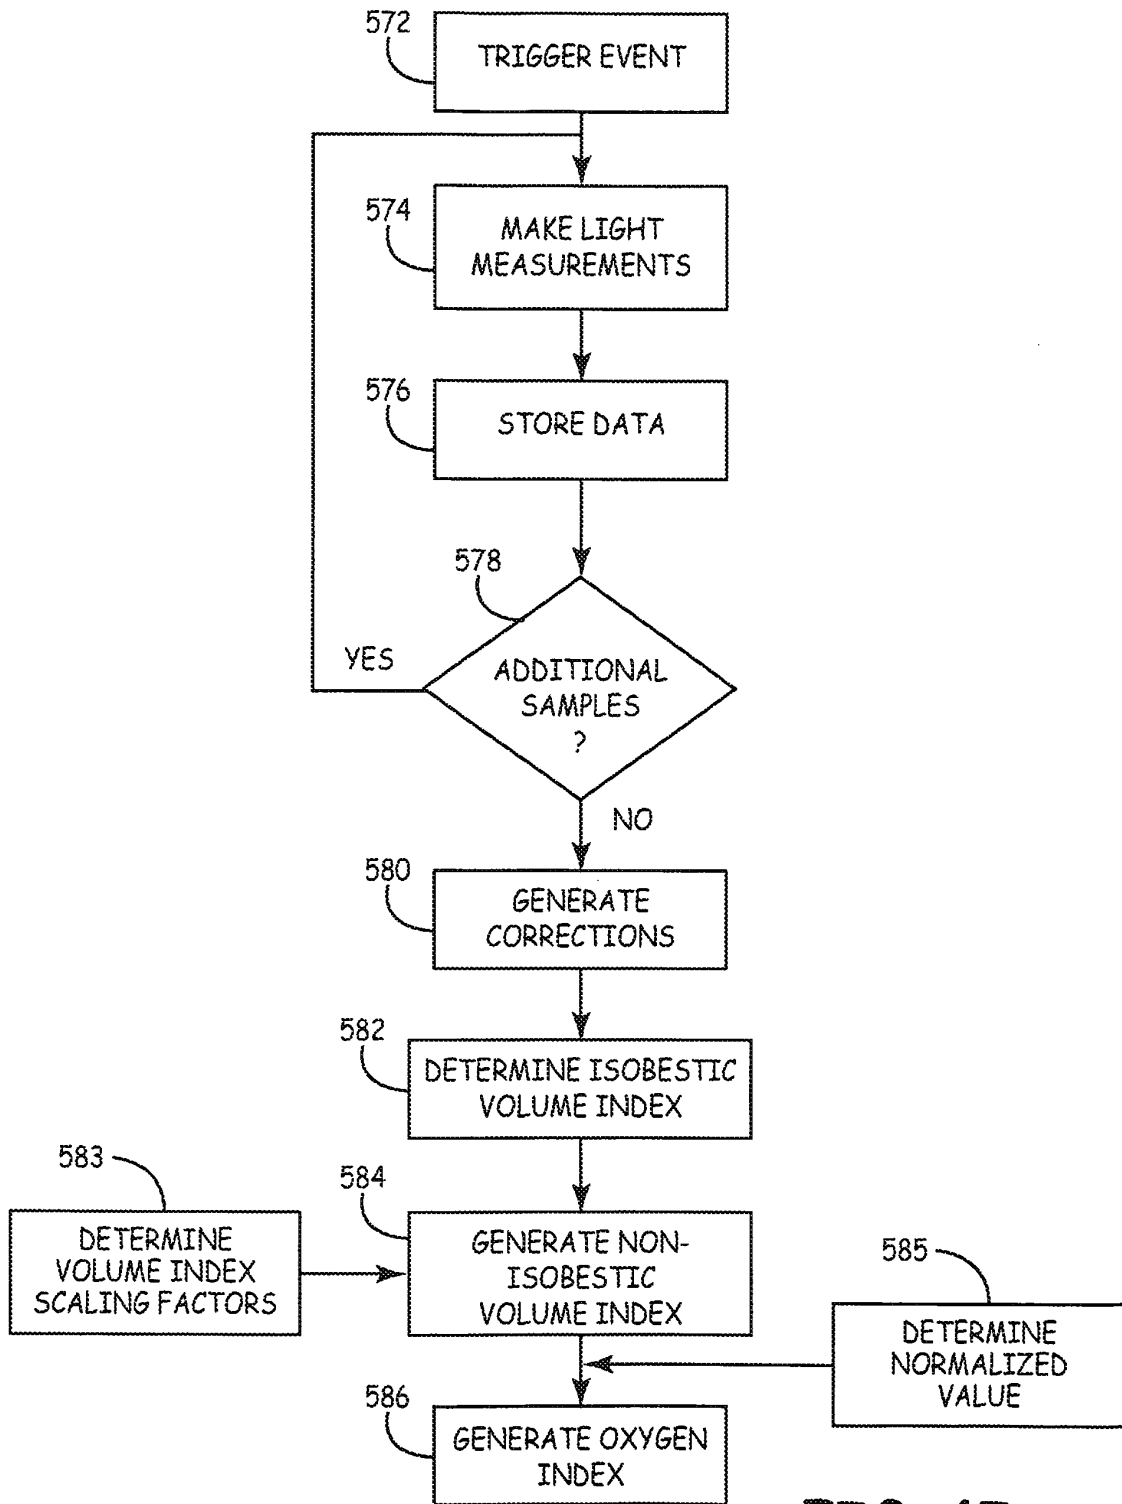 572
TRIGGER EVENT
574
MAKE LIGHT
MEASUREMENTS
576
STORE DATA
578
YES
ADDITIONAL
SAMPLES
?
NO
580
GENERATE
CORRECTIONS
582
DETERMINE ISOBESTIC
VOLUME INDEX
583
DETERMINE
VOLUME INDEX
SCALING FACTORS
584
GENERATE NON-
ISOBESTIC
VOLUME INDEX
585
DETERMINE
NORMALIZED
VALUE
586
GENERATE OXYGEN
INDEX